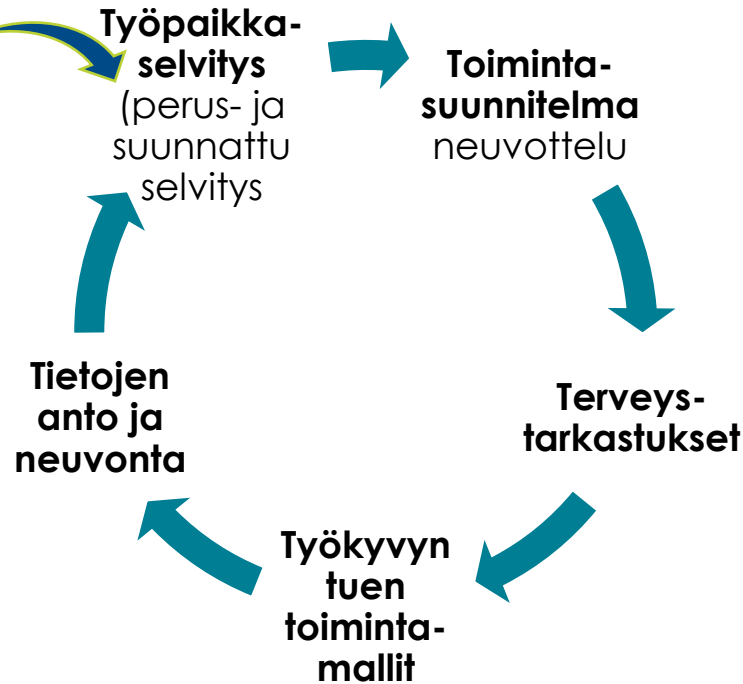 Työpaikka-
selvitys
(perus- ja
suunnattu
selvitys
Toiminta-
suunnitelma
neuvottelu
Terveys-
tarkastukset
Työkyvyn
tuen
toiminta-
mallit
Tietojen
anto ja
neuvonta